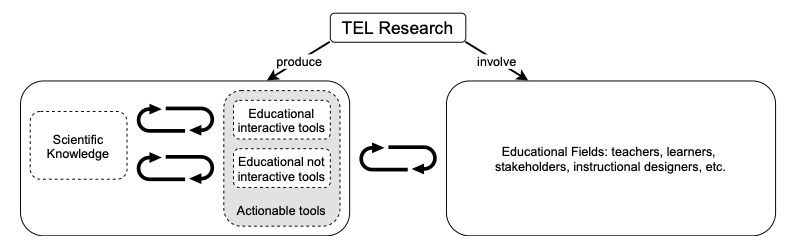 TEL Research
produce
involve
Scientific
Knowledge
Educational
interactive tools
Educational not
interactive tools
Actionable tools
Educational Fields: teachers, learners,
stakeholders, instructional designers, etc.